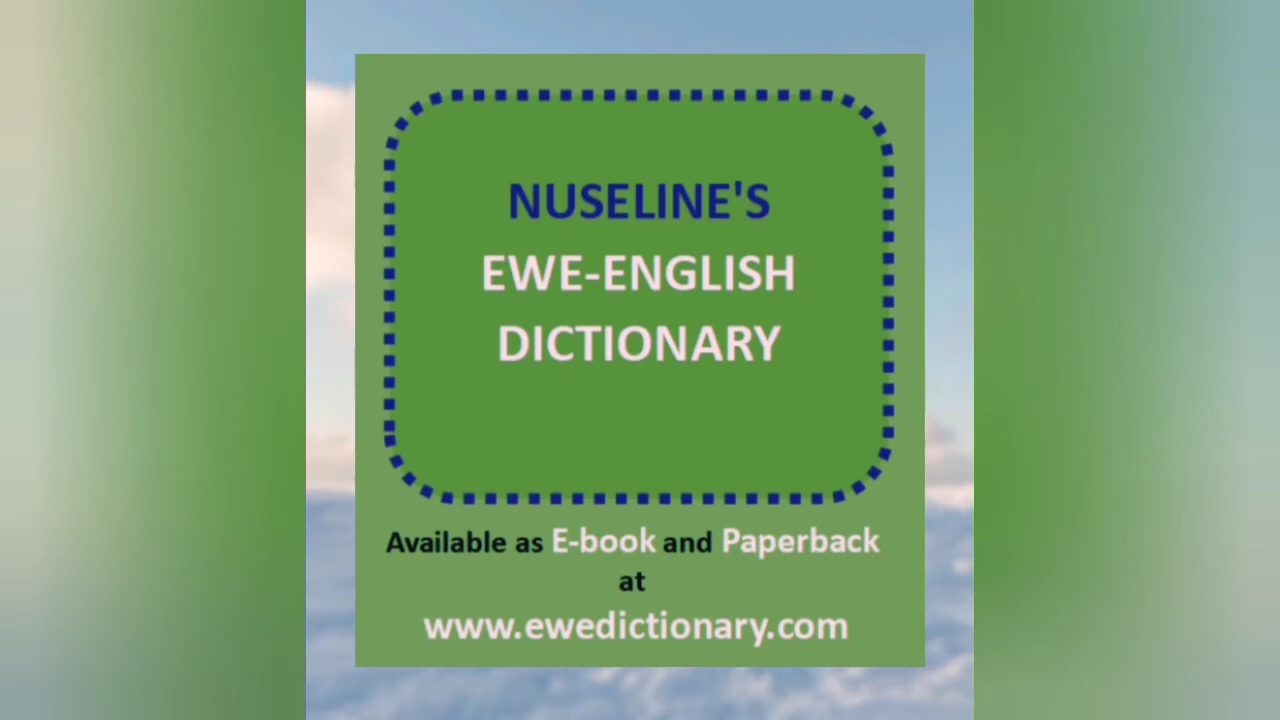 NUSELINE'S
EWE-ENGLISH
DICTIONARY
Available as E-book and Paperback
at
www.ewedictionary.com